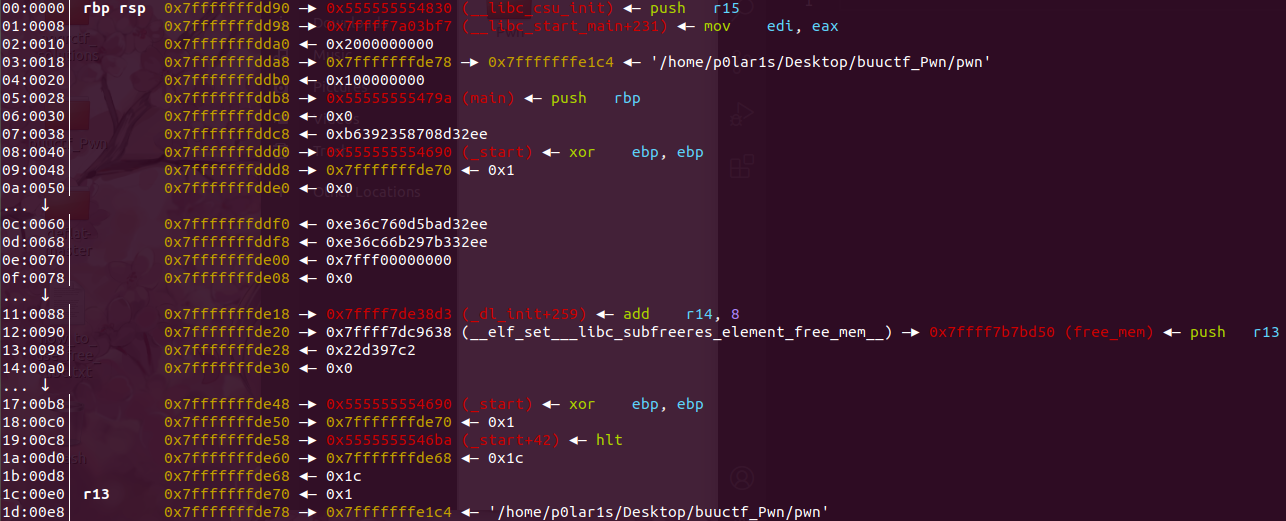 00:0000│ rbp rsp 0x7fffffffdd90 —▸ 0x555555554830 (__libc_csu_init) ◂— push r15
01:0008│ 0x7fffffffdd98 —▸ 0x7ffff7a03bf7 (__libc_start_main+231) ◂— mov edi, eax
02:0010│ 0x7fffffffdda0 ◂— 0x2000000000
03:0018│ 0x7fffffffdda8 —▸ 0x7fffffffde78 —▸ 0x7fffffffe1c4 ◂— '/home/p0lar1s/Desktop/buuctf_Pwn/pwn'
04:0020│ 0x7fffffffddb0 ◂— 0x100000000
05:0028│ 0x7fffffffddb8 —▸ 0x55555555479a (main) ◂— push rbp
06:0030│ 0x7fffffffddc0 ◂— 0x0
07:0038│ 0x7fffffffddc8 ◂— 0xb6392358708d32ee
08:0040│ 0x7fffffffddd0 —▸ 0x555555554690 (_start) ◂— xor ebp, ebp
09:0048│ 0x7fffffffddd8 —▸ 0x7fffffffde70 ◂— 0x1
0a:0050│ 0x7fffffffdde0 ◂— 0x0
... ↓
0c:0060│ 0x7fffffffddf0 ◂— 0xe36c760d5bad32ee
0d:0068│ 0x7fffffffddf8 ◂— 0xe36c66b297b332ee
0e:0070│ 0x7fffffffde00 ◂— 0x7fff00000000
0f:0078│ 0x7fffffffde08 ◂— 0x0
... ↓
11:0088│ 0x7fffffffde18 —▸ 0x7ffff7de38d3 (_dl_init+259) ◂— add r14, 8
12:0090│ 0x7fffffffde20 —▸ 0x7ffff7dc9638 (__elf_set___libc_subfreeres_element_free_mem__) —▸ 0x7ffff7b7bd50 (free_mem) ◂— push r13
13:0098│ 0x7fffffffde28 ◂— 0x22d397c2
14:00a0│ 0x7fffffffde30 ◂— 0x0
... ↓
17:00b8│ 0x7fffffffde48 —▸ 0x555555554690 (_start) ◂— xor ebp, ebp
18:00c0│ 0x7fffffffde50 —▸ 0x7fffffffde70 ◂— 0x1
19:00c8│ 0x7fffffffde58 —▸ 0x5555555546ba (_start+42) ◂— hlt
1a:00d0│ 0x7fffffffde60 —▸ 0x7fffffffde68 ◂— 0x1c
1b:00d8│ 0x7fffffffde68 ◂— 0x1c
1c:00e0│ r13 0x7fffffffde70 ◂— 0x1
1d:00e8│ 0x7fffffffde78 —▸ 0x7fffffffe1c4 ◂— '/home/p0lar1s/Desktop/buuctf_Pwn/pwn'